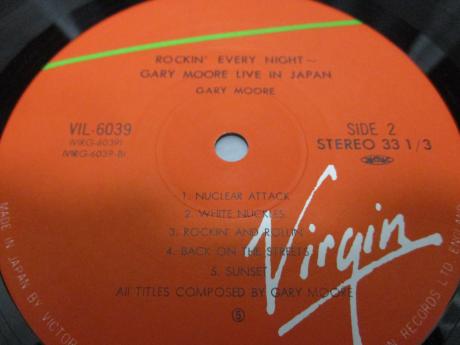 ROCKIN' EVERY NIGHT~
GARY MOORE LIVE IN JAPAN
GARY MOORE
VIL-6039
(VIRG-6039)
(VIRG-6039-B)
SIDE 2
STEREO 33 1/3
1. NUCLEAR ATTACK
2. WHITE NUCKLES
3. ROCKIN' AND ROLLIN'
4. BACK ON THE STREETS
5. SUNSET
All TITLES COMPOSED BY GARY MOORE
Virgin
Ⓢ
MADE IN JAPAN BY VICTOR
RECORDS LTD. ENGLAND